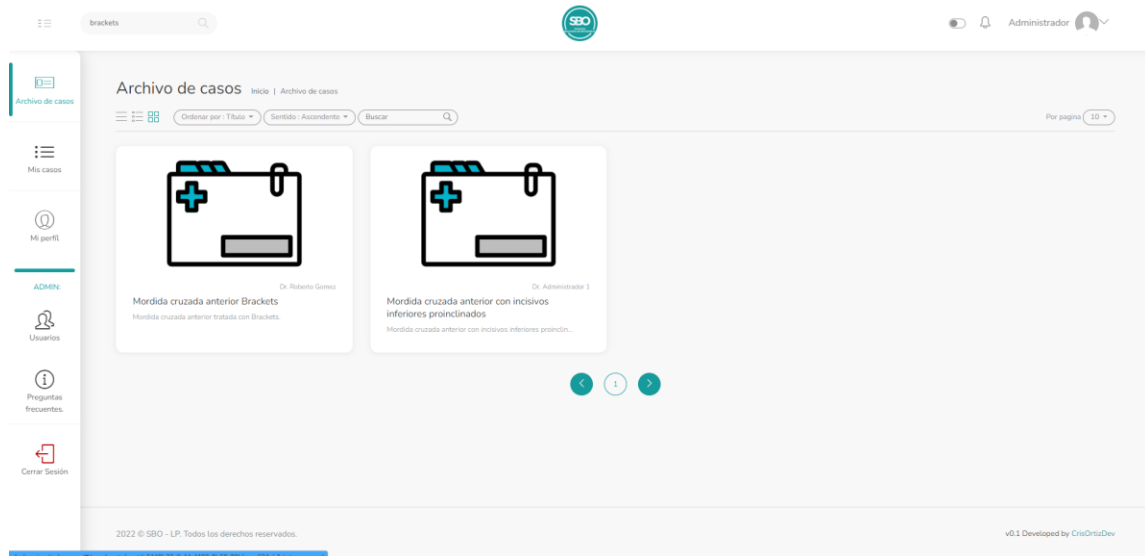 brackets
SBO
Administrador
Archivo de casos
Mis casos
Mi perfil
ADMIN:
Usuarios
Preguntas
frecuentes.
Cerrar Sesión
Archivo de casos Inicio | Archivo de casos
Ordenar por : Título Sentido : Ascendente Buscar
Por pagina 10
Dr. Roberto Gomez
Mordida cruzada anterior Brackets
Mordida cruzada anterior tratada con Brackets.
Dr. Administrador 1
Mordida cruzada anterior con incisivos
inferiores proinclinados
Mordida cruzada anterior con incisivos inferiores proinclin...
1
2022 © SBO - LP. Todos los derechos reservados.
v0.1 Developed by CrisOrtizDev